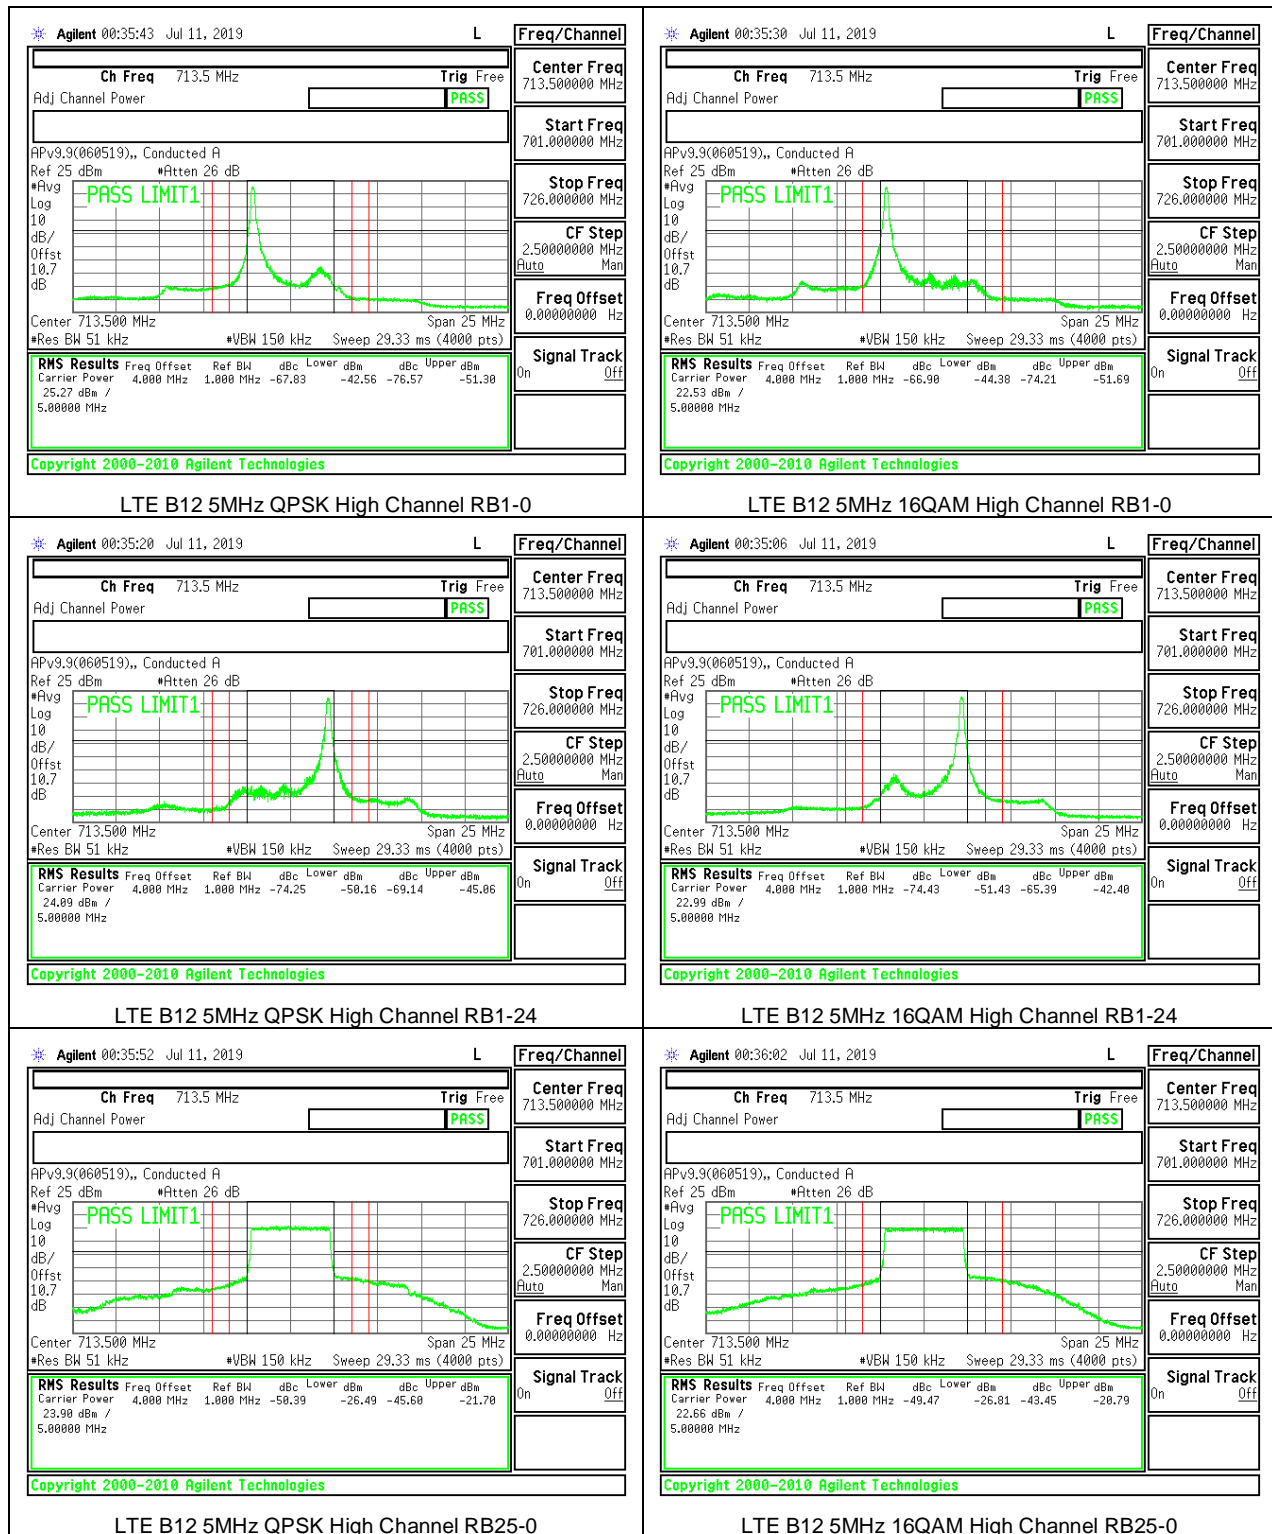 Agilent 00:35:43 Jul 11, 2019 L Freq/Channel
Ch Freq 713.5 MHz Trig Free
Adj Channel Power PASS
APv9.9(060519),, Conducted A
Ref 25 dBm #Atten 26 dB
#Avg
Log
10
dB/
Offst
10.7
dB
PASS LIMIT1
Center 713.500 MHz Span 25 MHz
#Res BW 51 kHz #VBW 150 kHz Sweep 29.33 ms (4000 pts)
RMS Results Freq Offset Ref BW dBc Lower dBm dBc Upper dBm
Carrier Power 4.000 MHz 1.000 MHz -67.83 -42.56 -76.57 -51.30
25.27 dBm /
5.00000 MHz
Copyright 2000-2010 Agilent Technologies
Center Freq
713.500000 MHz
Start Freq
701.000000 MHz
Stop Freq
726.000000 MHz
CF Step
2.50000000 MHz
Auto Man
Freq Offset
0.00000000 Hz
Signal Track
On Off
LTE B12 5MHz QPSK High Channel RB1-0
Agilent 00:35:30 Jul 11, 2019 L Freq/Channel
Ch Freq 713.5 MHz Trig Free
Adj Channel Power PASS
APv9.9(060519),, Conducted A
Ref 25 dBm #Atten 26 dB
#Avg
Log
10
dB/
Offst
10.7
dB
PASS LIMIT1
Center 713.500 MHz Span 25 MHz
#Res BW 51 kHz #VBW 150 kHz Sweep 29.33 ms (4000 pts)
RMS Results Freq Offset Ref BW dBc Lower dBm dBc Upper dBm
Carrier Power 4.000 MHz 1.000 MHz -66.90 -44.38 -74.21 -51.69
22.53 dBm /
5.00000 MHz
Copyright 2000-2010 Agilent Technologies
Center Freq
713.500000 MHz
Start Freq
701.000000 MHz
Stop Freq
726.000000 MHz
CF Step
2.50000000 MHz
Auto Man
Freq Offset
0.00000000 Hz
Signal Track
On Off
LTE B12 5MHz 16QAM High Channel RB1-0
Agilent 00:35:20 Jul 11, 2019 L Freq/Channel
Ch Freq 713.5 MHz Trig Free
Adj Channel Power PASS
APv9.9(060519),, Conducted A
Ref 25 dBm #Atten 26 dB
#Avg
Log
10
dB/
Offst
10.7
dB
PASS LIMIT1
Center 713.500 MHz Span 25 MHz
#Res BW 51 kHz #VBW 150 kHz Sweep 29.33 ms (4000 pts)
RMS Results Freq Offset Ref BW dBc Lower dBm dBc Upper dBm
Carrier Power 4.000 MHz 1.000 MHz -74.25 -50.16 -69.14 -45.06
24.09 dBm /
5.00000 MHz
Copyright 2000-2010 Agilent Technologies
Center Freq
713.500000 MHz
Start Freq
701.000000 MHz
Stop Freq
726.000000 MHz
CF Step
2.50000000 MHz
Auto Man
Freq Offset
0.00000000 Hz
Signal Track
On Off
LTE B12 5MHz QPSK High Channel RB1-24
Agilent 00:35:06 Jul 11, 2019 L Freq/Channel
Ch Freq 713.5 MHz Trig Free
Adj Channel Power PASS
APv9.9(060519),, Conducted A
Ref 25 dBm #Atten 26 dB
#Avg
Log
10
dB/
Offst
10.7
dB
PASS LIMIT1
Center 713.500 MHz Span 25 MHz
#Res BW 51 kHz #VBW 150 kHz Sweep 29.33 ms (4000 pts)
RMS Results Freq Offset Ref BW dBc Lower dBm dBc Upper dBm
Carrier Power 4.000 MHz 1.000 MHz -74.43 -51.43 -65.39 -42.40
22.99 dBm /
5.00000 MHz
Copyright 2000-2010 Agilent Technologies
Center Freq
713.500000 MHz
Start Freq
701.000000 MHz
Stop Freq
726.000000 MHz
CF Step
2.50000000 MHz
Auto Man
Freq Offset
0.00000000 Hz
Signal Track
On Off
LTE B12 5MHz 16QAM High Channel RB1-24
Agilent 00:35:52 Jul 11, 2019 L Freq/Channel
Ch Freq 713.5 MHz Trig Free
Adj Channel Power PASS
APv9.9(060519),, Conducted A
Ref 25 dBm #Atten 26 dB
#Avg
Log
10
dB/
Offst
10.7
dB
PASS LIMIT1
Center 713.500 MHz Span 25 MHz
#Res BW 51 kHz #VBW 150 kHz Sweep 29.33 ms (4000 pts)
RMS Results Freq Offset Ref BW dBc Lower dBm dBc Upper dBm
Carrier Power 4.000 MHz 1.000 MHz -50.39 -26.49 -45.60 -21.70
23.90 dBm /
5.00000 MHz
Copyright 2000-2010 Agilent Technologies
Center Freq
713.500000 MHz
Start Freq
701.000000 MHz
Stop Freq
726.000000 MHz
CF Step
2.50000000 MHz
Auto Man
Freq Offset
0.00000000 Hz
Signal Track
On Off
LTE B12 5MHz QPSK High Channel RB25-0
Agilent 00:36:02 Jul 11, 2019 L Freq/Channel
Ch Freq 713.5 MHz Trig Free
Adj Channel Power PASS
APv9.9(060519),, Conducted A
Ref 25 dBm #Atten 26 dB
#Avg
Log
10
dB/
Offst
10.7
dB
PASS LIMIT1
Center 713.500 MHz Span 25 MHz
#Res BW 51 kHz #VBW 150 kHz Sweep 29.33 ms (4000 pts)
RMS Results Freq Offset Ref BW dBc Lower dBm dBc Upper dBm
Carrier Power 4.000 MHz 1.000 MHz -49.47 -26.81 -43.45 -20.79
22.66 dBm /
5.00000 MHz
Copyright 2000-2010 Agilent Technologies
Center Freq
713.500000 MHz
Start Freq
701.000000 MHz
Stop Freq
726.000000 MHz
CF Step
2.50000000 MHz
Auto Man
Freq Offset
0.00000000 Hz
Signal Track
On Off
LTE B12 5MHz 16QAM High Channel RB25-0